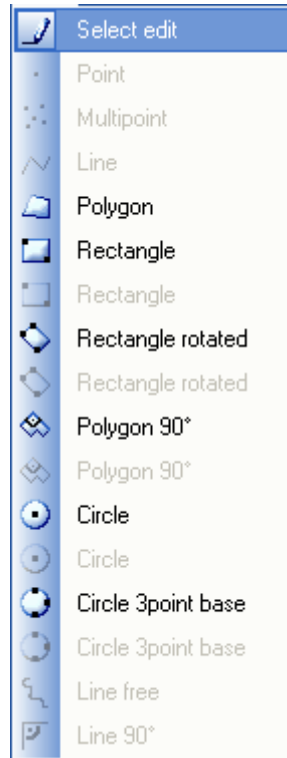 Select edit
Point
Multipoint
Line
Polygon
Rectangle
Rectangle
Rectangle rotated
Rectangle rotated
Polygon 90°
Polygon 90°
Circle
Circle
Circle 3point base
Circle 3point base
Line free
Line 90°